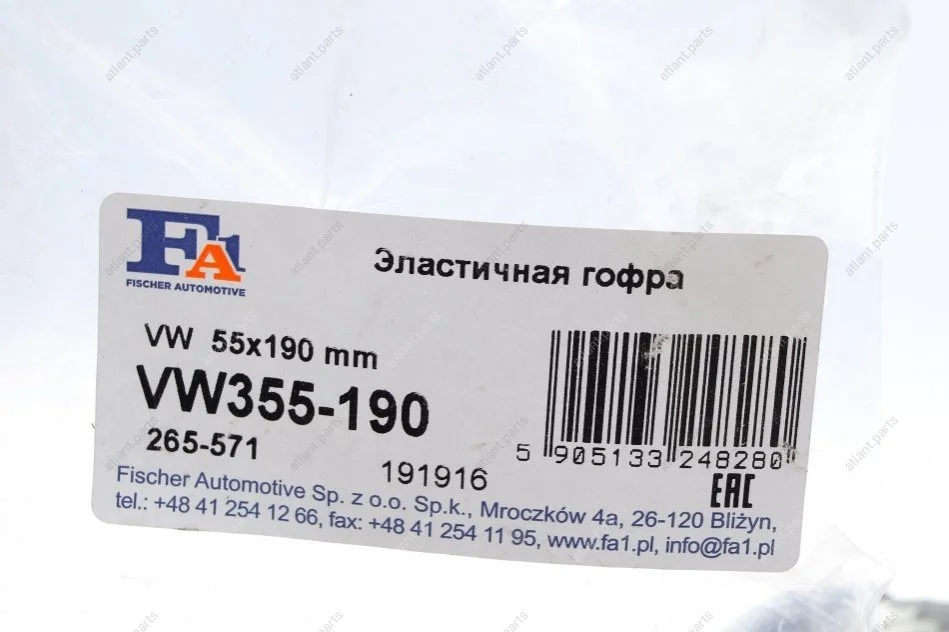 FA1
FISCHER AUTOMOTIVE
Эластичная гофра
VW 55x190 mm
VW355-190
265-571
191916
5 905133 248280
EAC
Fischer Automotive Sp. z o.o. Sp.k., Mroczków 4a, 26-120 Bliżyn,
tel.: +48 41 254 12 66, fax: +48 41 254 11 95, www.fa1.pl, info@fa1.pl
atlant.parts